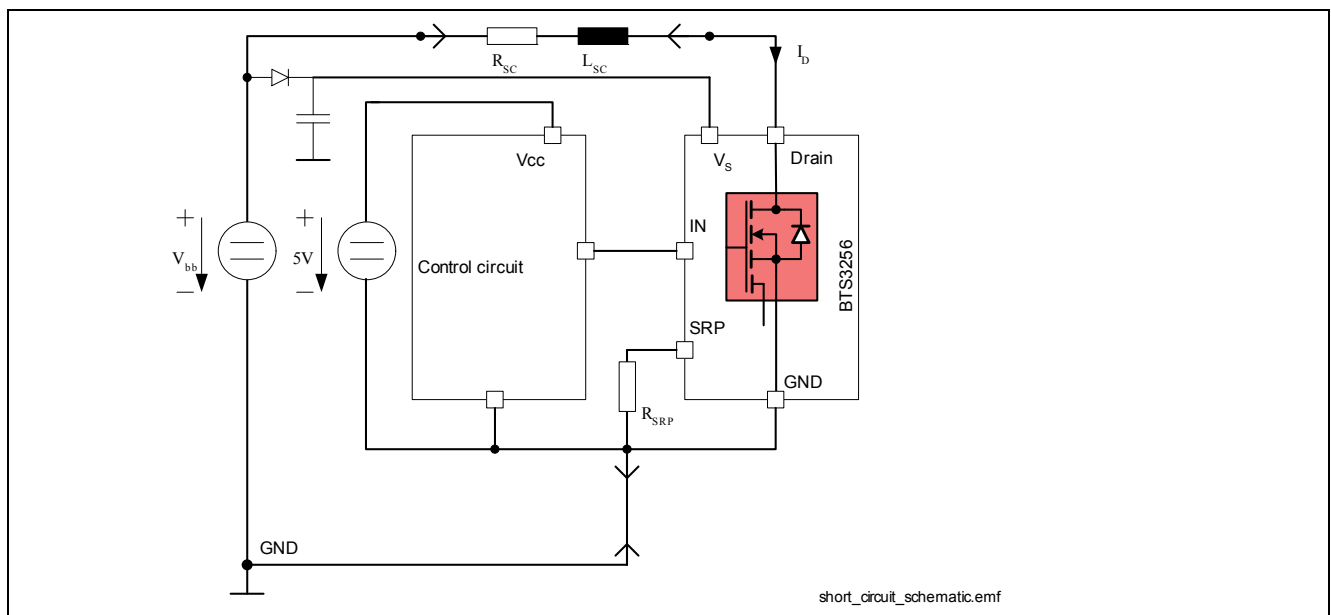 R_SC
L_SC
I_D
Vcc
V_S
Drain
+
V_bb
−
+
5V
−
Control circuit
IN
BTS3256
SRP
GND
R_SRP
GND
short_circuit_schematic.emf